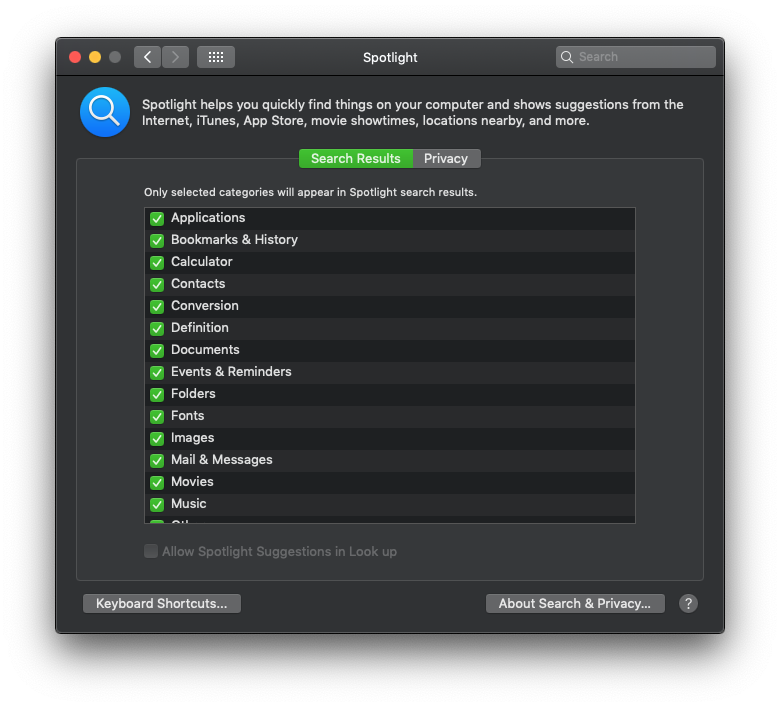 Spotlight
Search
Spotlight helps you quickly find things on your computer and shows suggestions from the
Internet, iTunes, App Store, movie showtimes, locations nearby, and more.
Search Results
Privacy
Only selected categories will appear in Spotlight search results.
Applications
Bookmarks & History
Calculator
Contacts
Conversion
Definition
Documents
Events & Reminders
Folders
Fonts
Images
Mail & Messages
Movies
Music
Allow Spotlight Suggestions in Look up
Keyboard Shortcuts...
About Search & Privacy...
?